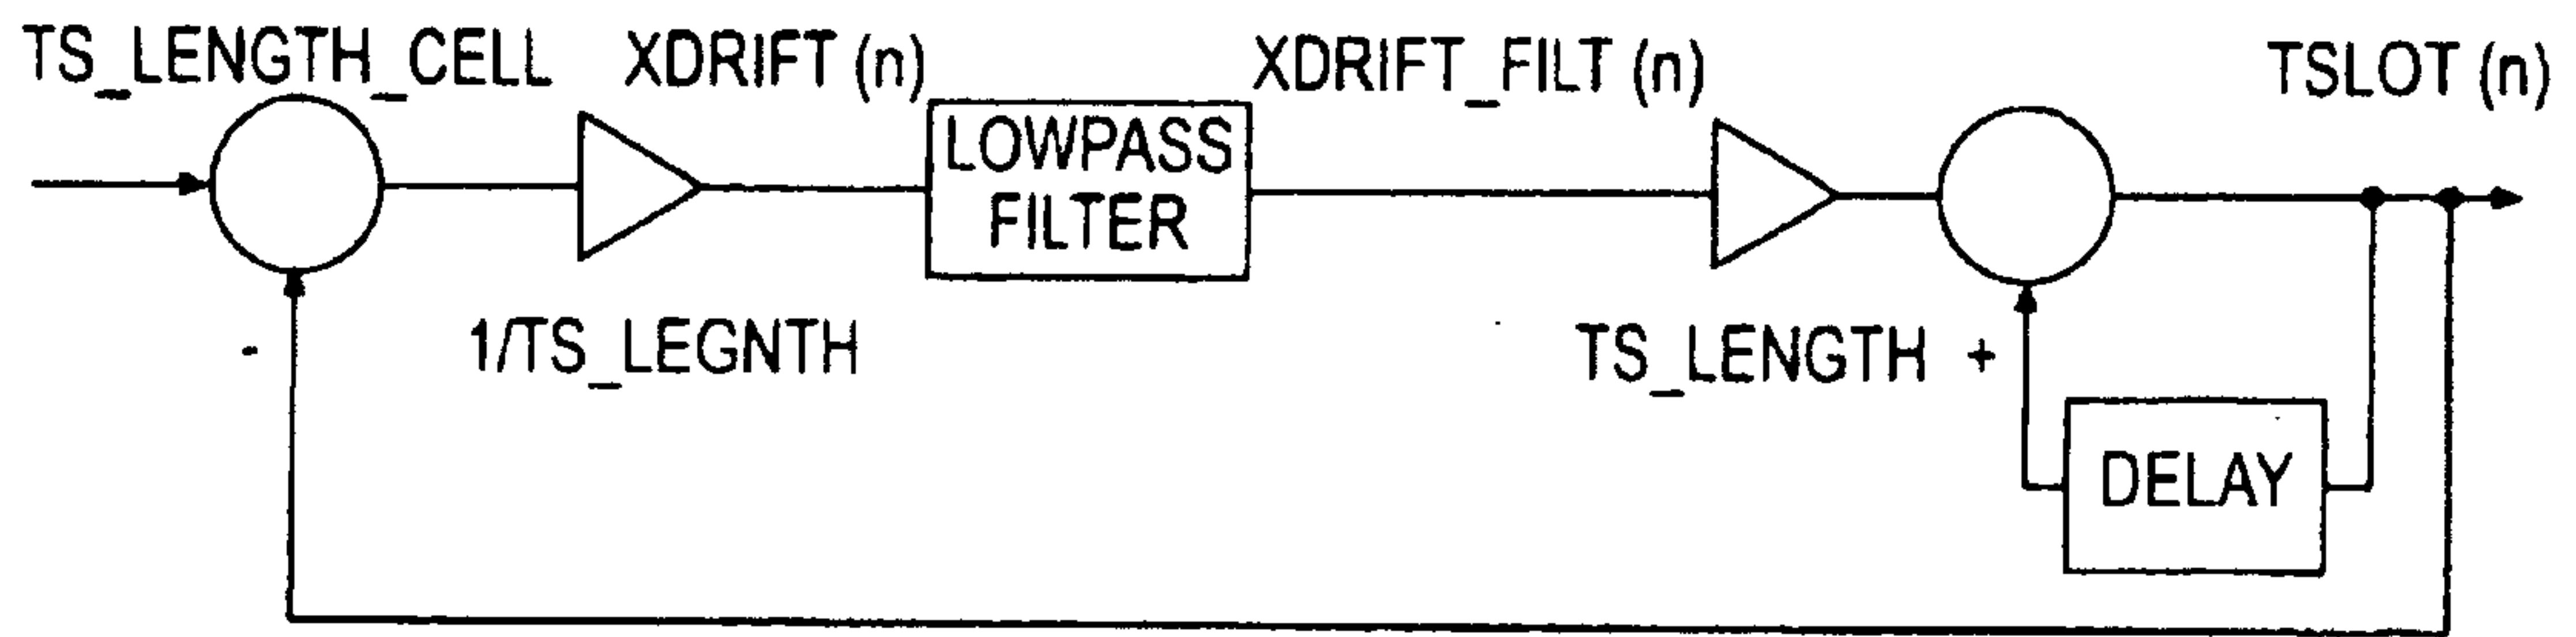 TS_LENGTH_CELL
XDRIFT (n)
XDRIFT_FILT (n)
TSLOT (n)
LOWPASS
FILTER
-
1/TS_LEGNTH
TS_LENGTH +
DELAY